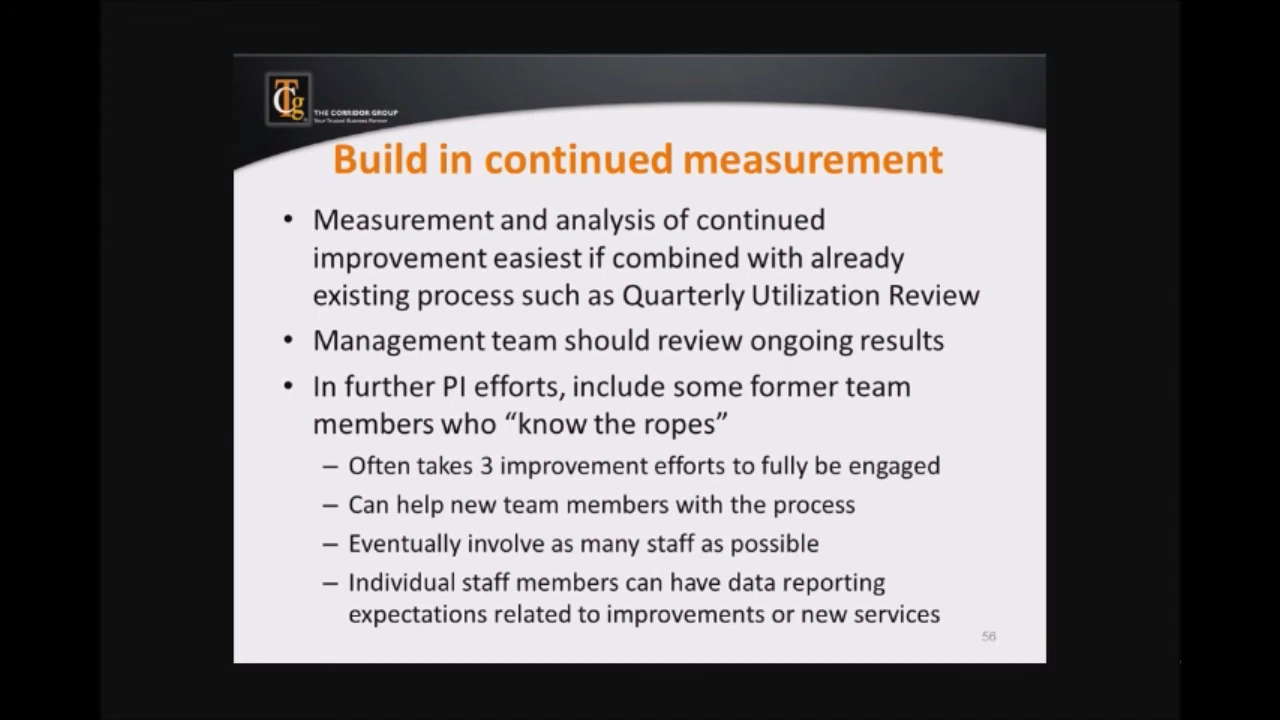 TCg
THE CORRIDOR GROUP
Your Trusted Business Partner
Build in continued measurement
• Measurement and analysis of continued
improvement easiest if combined with already
existing process such as Quarterly Utilization Review
• Management team should review ongoing results
• In further PI efforts, include some former team
members who “know the ropes”
– Often takes 3 improvement efforts to fully be engaged
– Can help new team members with the process
– Eventually involve as many staff as possible
– Individual staff members can have data reporting
expectations related to improvements or new services
56